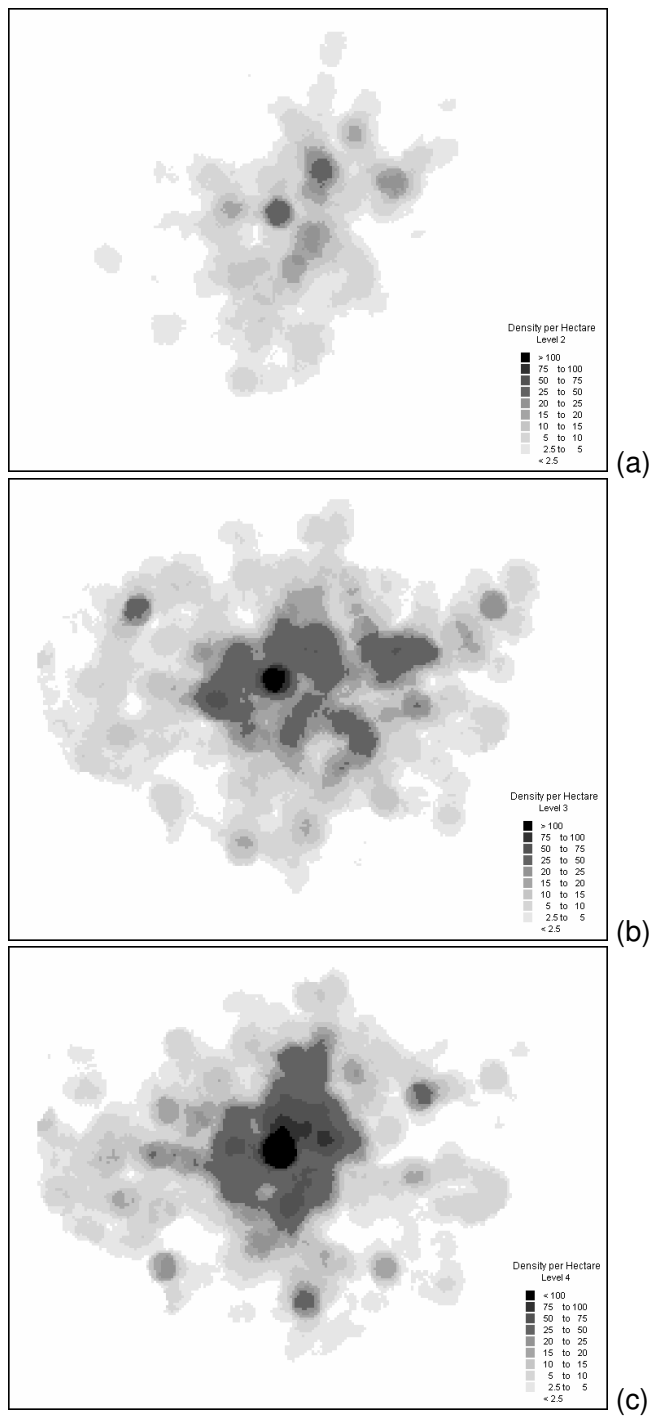 Density per Hectare
Level 2
> 100
75 to 100
50 to 75
25 to 50
20 to 25
15 to 20
10 to 15
5 to 10
2.5 to 5
< 2.5
(a)
Density per Hectare
Level 3
> 100
75 to 100
50 to 75
25 to 50
20 to 25
15 to 20
10 to 15
5 to 10
2.5 to 5
< 2.5
(b)
Density per Hectare
Level 4
< 100
75 to 100
50 to 75
25 to 50
20 to 25
15 to 20
10 to 15
5 to 10
2.5 to 5
< 2.5
(c)